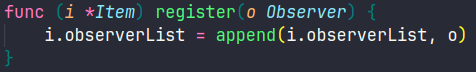 func (i *Item) register(o Observer) {
    i.observerList = append(i.observerList, o)
}